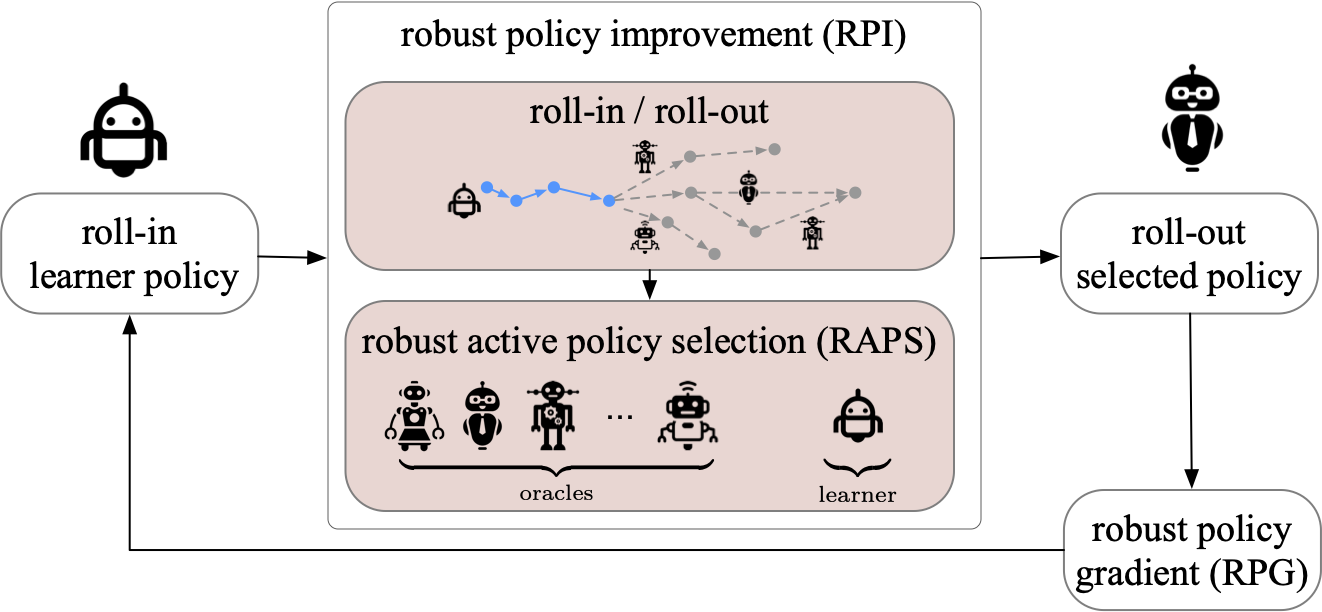 robust policy improvement (RPI)
roll-in / roll-out
roll-in
learner policy
robust active policy selection (RAPS)
...
oracles
learner
roll-out
selected policy
robust policy
gradient (RPG)